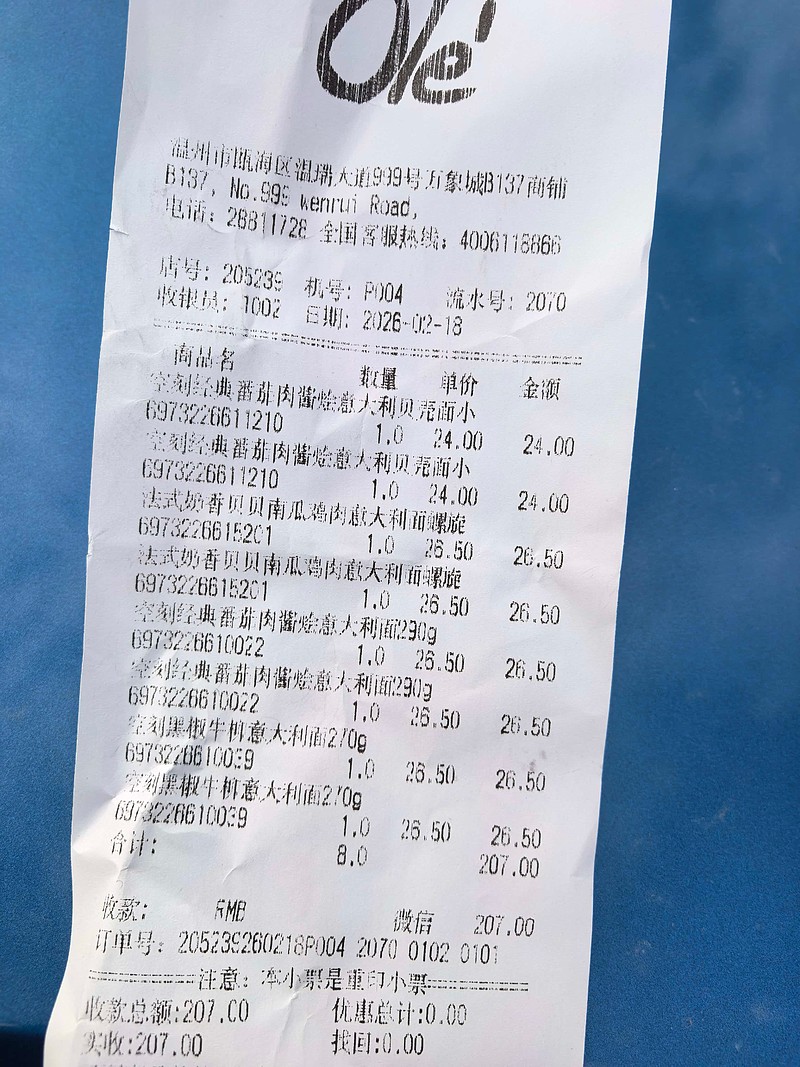 Olé
温州市瓯海区温瑞大道999号万象城B137商铺
B137, No.999 Wenrui Road,
电话: 28811728 全国客服热线: 4006118866
店号: 205239 机号: P004 流水号: 2070
收银员: 1002 日期: 2026-02-18
商品名 数量 单价 金额
空刻经典番茄肉酱烩意大利贝壳面小
6973226611210 1.0 24.00 24.00
空刻经典番茄肉酱烩意大利贝壳面小
6973226611210 1.0 24.00 24.00
法式奶香贝贝南瓜鸡肉意大利面螺旋
6973226615201 1.0 26.50 26.50
法式奶香贝贝南瓜鸡肉意大利面螺旋
6973226615201 1.0 26.50 26.50
空刻经典番茄肉酱烩意大利面290g
6973226610022 1.0 26.50 26.50
空刻经典番茄肉酱烩意大利面290g
6973226610022 1.0 26.50 26.50
空刻黑椒牛柳意大利面270g
6973226610039 1.0 26.50 26.50
空刻黑椒牛柳意大利面270g
6973226610039 1.0 26.50 26.50
合计: 8.0 207.00
收款: RMB 微信 207.00
订单号: 205239260218P004 2070 0102 0101
==========注意: 本小票是重印小票==========
收款总额:207.00 优惠总计:0.00
实收:207.00 找回:0.00